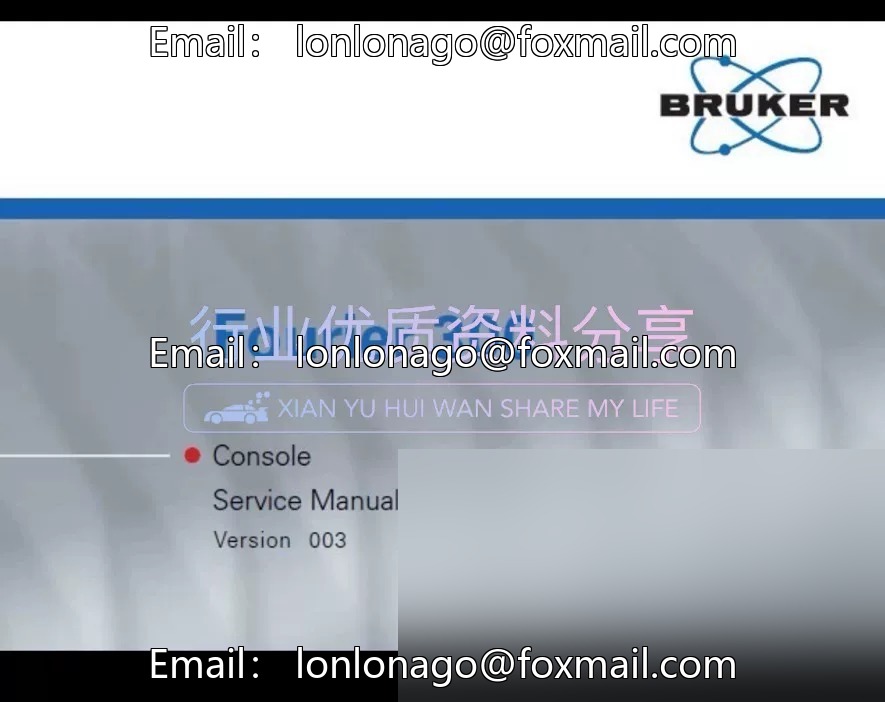 Email： lonlonago@foxmail.com
BRUKER
行业优质资料分享
Email： lonlonago@foxmail.com
XIAN YU HUI WAN SHARE MY LIFE
Console
Service Manual
Version 003
Email： lonlonago@foxmail.com